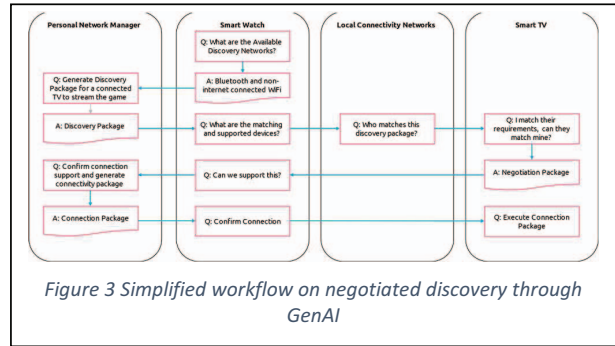 Personal Network Manager
Smart Watch
Local Connectivity Networks
Smart TV
Q: What are the Available
Discovery Networks?
Q: Generate Discovery
Package for a connected
TV to stream the game
A: Bluetooth and non-
internet connected WiFi
A: Discovery Package
Q: What are the matching
and supported devices?
Q: Who matches this
discovery package?
Q: I match their
requirements, can they
match mine?
Q: Confirm connection
support and generate
connectivity package
Q: Can we support this?
A: Negotiation Package
A: Connection Package
Q: Confirm Connection
Q: Execute Connection
Package
Figure 3 Simplified workflow on negotiated discovery through
GenAI